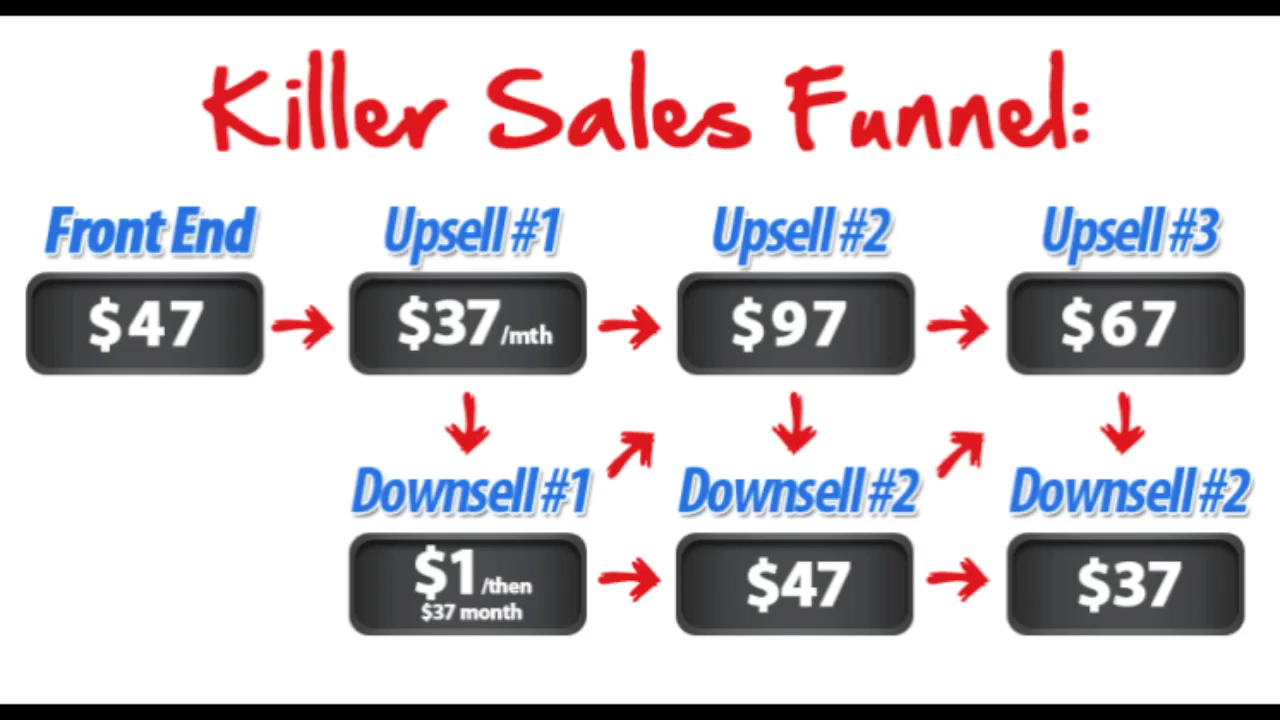 Killer Sales Funnel:
Front End Upsell #1 Upsell #2 Upsell #3
$47 $37/mth $97 $67
Downsell #1 Downsell #2 Downsell #2
$1/then $47 $37
$37 month